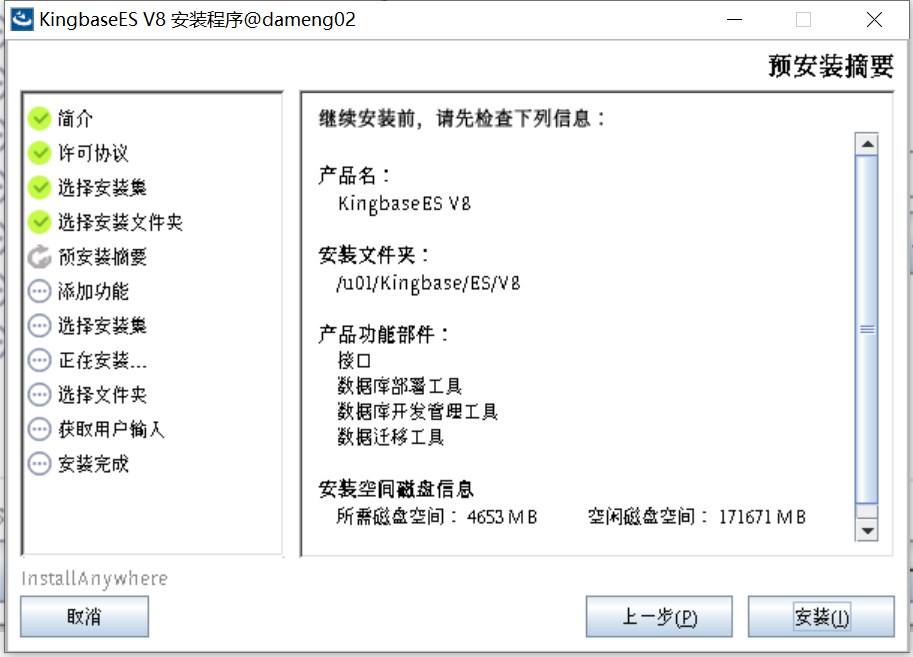 KingbaseES V8 安装程序@dameng02
预安装摘要
简介
许可协议
选择安装集
选择安装文件夹
预安装摘要
添加功能
选择安装集
正在安装...
选择文件夹
获取用户输入
安装完成
继续安装前，请先检查下列信息：
产品名：
KingbaseES V8
安装文件夹：
/u01/Kingbase/ES/V8
产品功能部件：
接口
数据库部署工具
数据库开发管理工具
数据迁移工具
安装空间磁盘信息
所需磁盘空间： 4653 MB 空闲磁盘空间： 171671 MB
InstallAnywhere
取消 上一步(P) 安装(I)